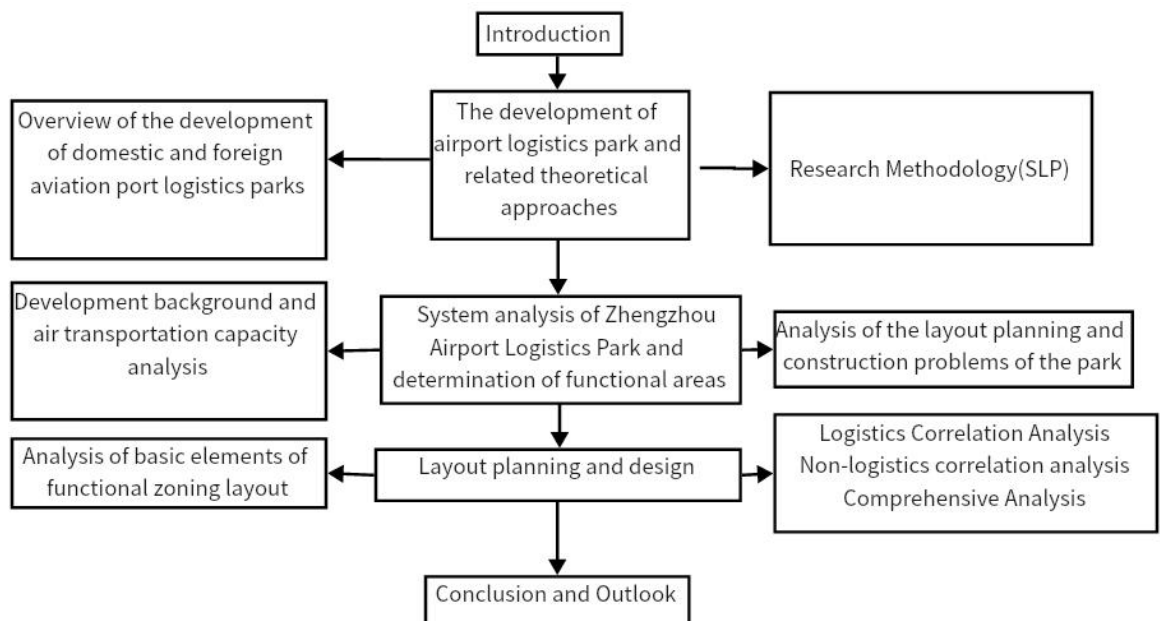 Introduction
Overview of the development
of domestic and foreign
aviation port logistics parks
The development of
airport logistics park and
related theoretical
approaches
Research Methodology(SLP)
Development background and
air transportation capacity
analysis
System analysis of Zhengzhou
Airport Logistics Park and
determination of functional areas
Analysis of the layout planning and
construction problems of the park
Analysis of basic elements of
functional zoning layout
Layout planning and design
Logistics Correlation Analysis
Non-logistics correlation analysis
Comprehensive Analysis
Conclusion and Outlook